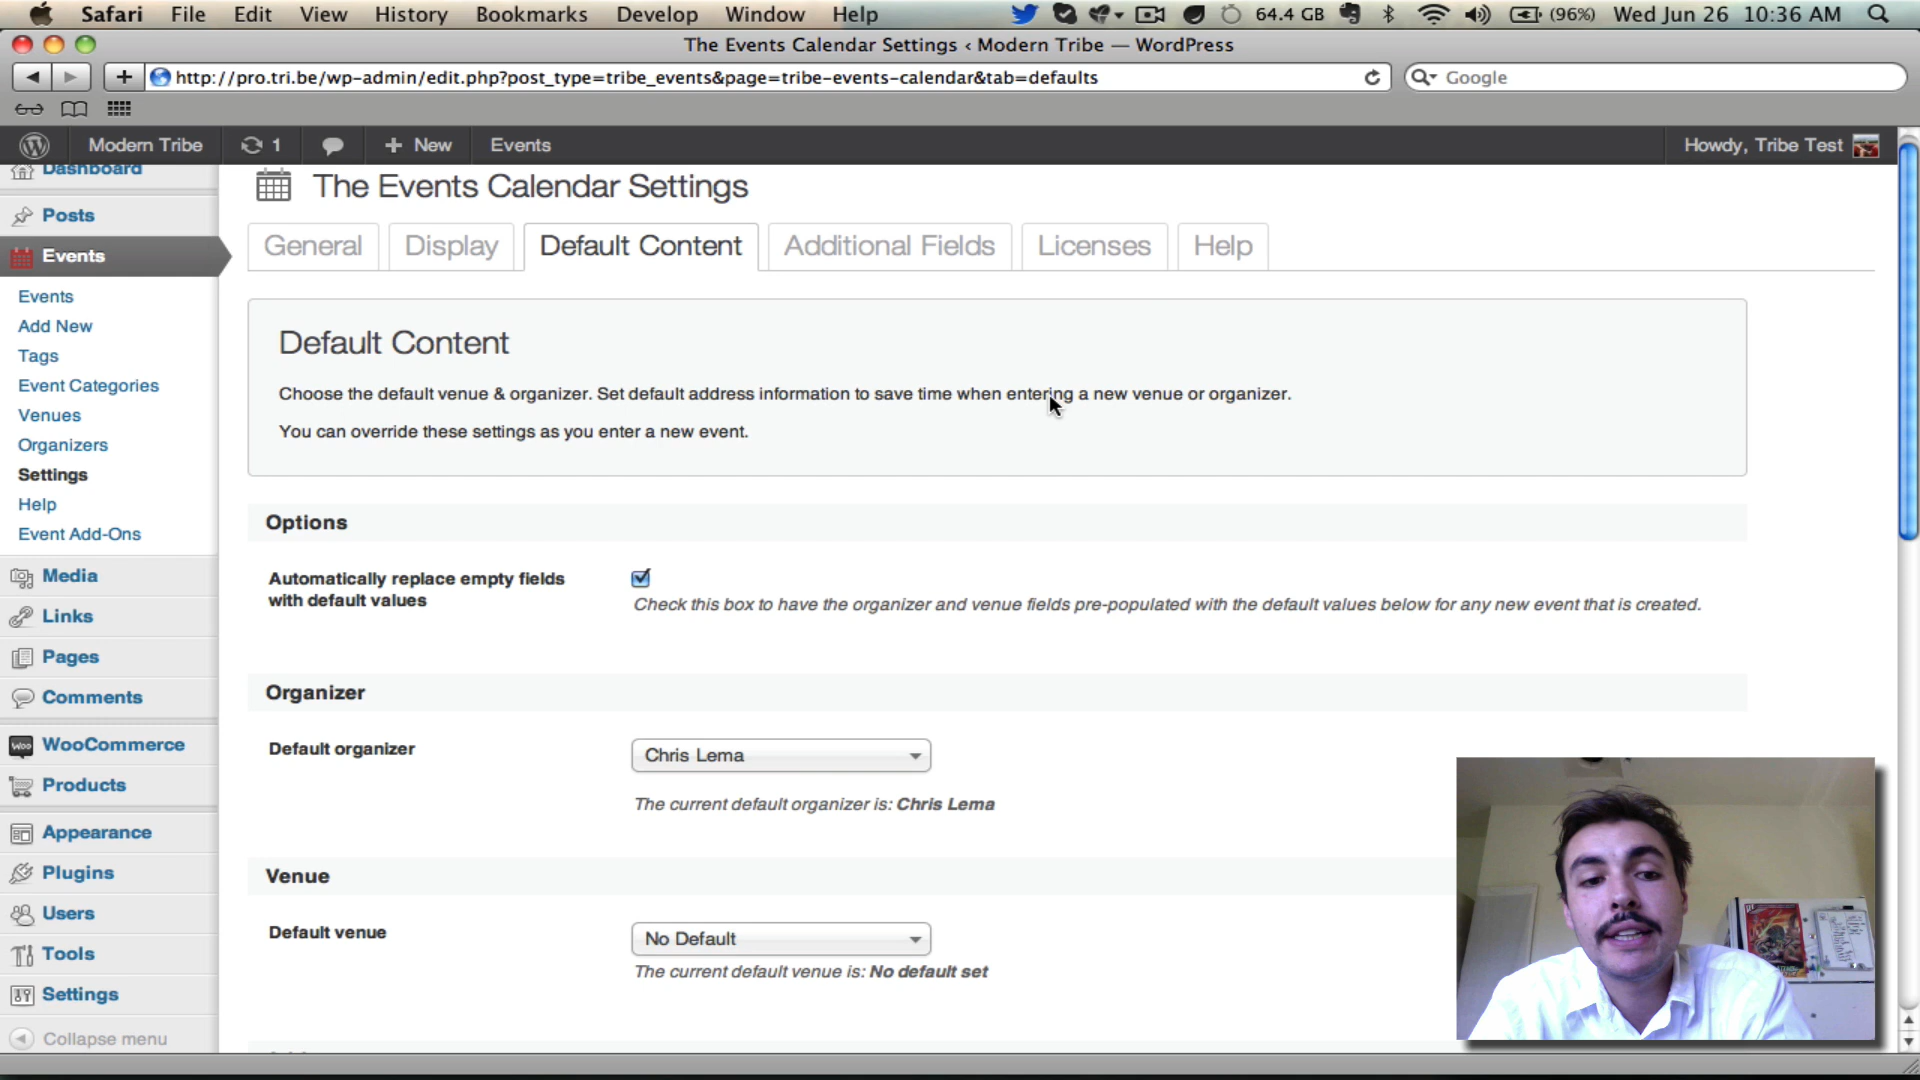 Safari File Edit View History Bookmarks Develop Window Help 64.4 GB (96%) Wed Jun 26 10:36 AM
The Events Calendar Settings ‹ Modern Tribe — WordPress
http://pro.tri.be/wp-admin/edit.php?post_type=tribe_events&page=tribe-events-calendar&tab=defaults
Google
Modern Tribe 1 New Events Howdy, Tribe Test
Dashboard
Posts
Events
Events
Add New
Tags
Event Categories
Venues
Organizers
Settings
Help
Event Add-Ons
Media
Links
Pages
Comments
WooCommerce
Products
Appearance
Plugins
Users
Tools
Settings
Collapse menu
The Events Calendar Settings
General Display Default Content Additional Fields Licenses Help
Default Content
Choose the default venue & organizer. Set default address information to save time when entering a new venue or organizer.
You can override these settings as you enter a new event.
Options
Automatically replace empty fields
with default values
Check this box to have the organizer and venue fields pre-populated with the default values below for any new event that is created.
Organizer
Default organizer
Chris Lema
The current default organizer is: Chris Lema
Venue
Default venue
No Default
The current default venue is: No default set